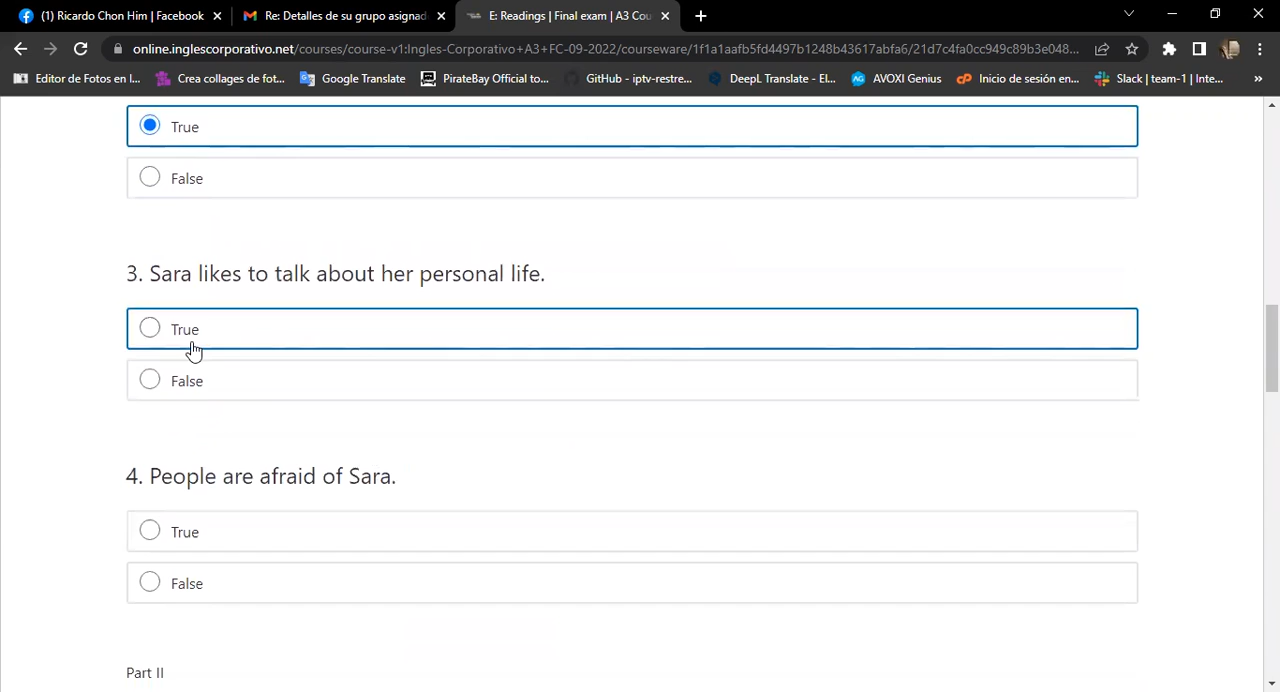 (1) Ricardo Chon Him | Facebook
Re: Detalles de su grupo asignad
E: Readings | Final exam | A3 Cou
online.inglescorporativo.net/courses/course-v1:Ingles-Corporativo+A3+FC-09-2022/courseware/1f1a1aafb5fd4497b1248b43617abfa6/21d7c4fa0cc949c89b3e048...
Editor de Fotos en l...
Crea collages de fot...
Google Translate
PirateBay Official to...
GitHub - iptv-restre...
DeepL Translate - El...
AVOXI Genius
Inicio de sesión en...
Slack | team-1 | Inte...
True
False
3. Sara likes to talk about her personal life.
True
False
4. People are afraid of Sara.
True
False
Part II